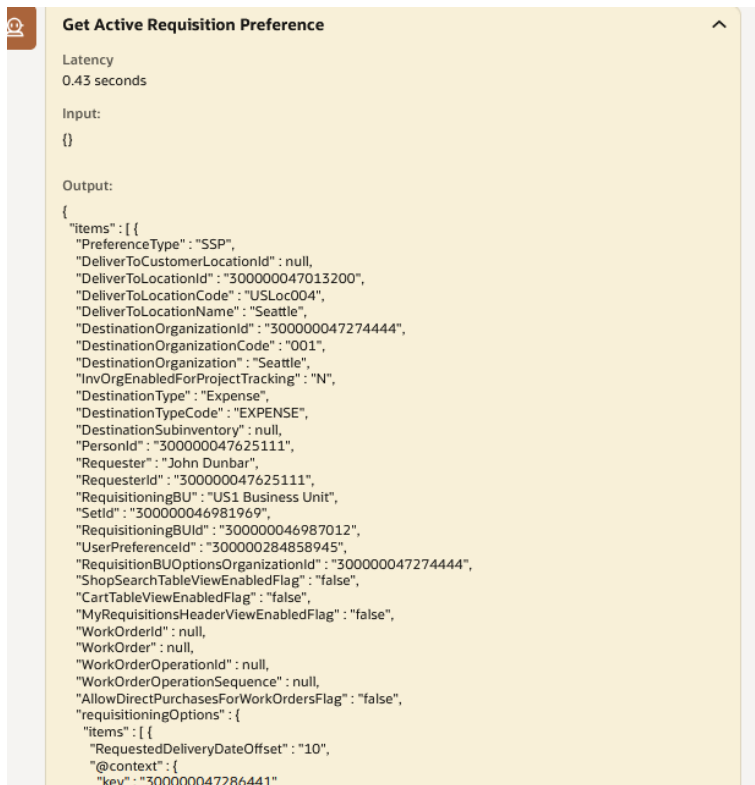 Get Active Requisition Preference
Latency
0.43 seconds
Input:
{}
Output:
{
"items" : [ {
"PreferenceType" : "SSP",
"DeliverToCustomerLocationId" : null,
"DeliverToLocationId" : "300000047013200",
"DeliverToLocationCode" : "USLoc004",
"DeliverToLocationName" : "Seattle",
"DestinationOrganizationId" : "300000047274444",
"DestinationOrganizationCode" : "001",
"DestinationOrganization" : "Seattle",
"InvOrgEnabledForProjectTracking" : "N",
"DestinationType" : "Expense",
"DestinationTypeCode" : "EXPENSE",
"DestinationSubinventory" : null,
"PersonId" : "300000047625111",
"Requester" : "John Dunbar",
"RequesterId" : "300000047625111",
"RequisitioningBU" : "US1 Business Unit",
"SetId" : "300000046981969",
"RequisitioningBUId" : "300000046987012",
"UserPreferenceId" : "300000284858945",
"RequisitionBUOptionsOrganizationId" : "300000047274444",
"ShopSearchTableViewEnabledFlag" : "false",
"CartTableViewEnabledFlag" : "false",
"MyRequisitionsHeaderViewEnabledFlag" : "false",
"WorkOrderId" : null,
"WorkOrder" : null,
"WorkOrderOperationId" : null,
"WorkOrderOperationSequence" : null,
"AllowDirectPurchasesForWorkOrdersFlag" : "false",
"requisitioningOptions" : {
"items" : [ {
"RequestedDeliveryDateOffset" : "10",
"@context" : {
"key" : "300000047286441"